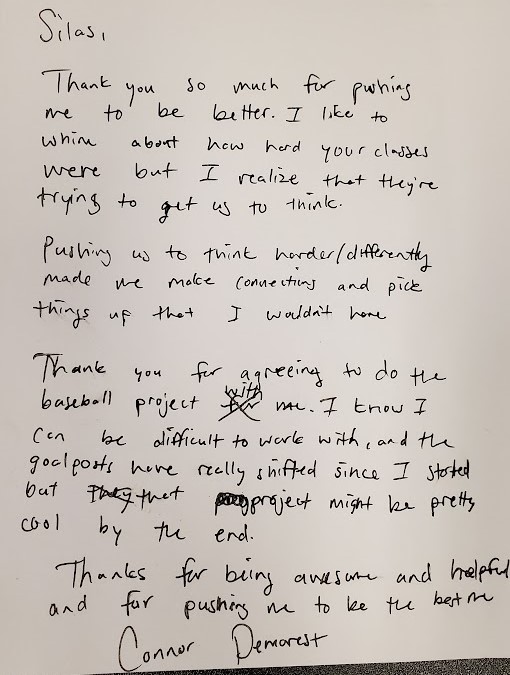 Silas,
Thank you so much for pushing
me to be better. I like to
whine about how hard your classes
were but I realize that they're
trying to get us to think.
Pushing us to think harder/differently
made me make connections and pick
things up that I wouldn't have
Thank you for agreeing to do the
baseball project with me. I know I
can be difficult to work with, and the
goalposts have really shifted since I stated
but that project might be pretty
cool by the end.
Thanks for being awesome and helpful
and for pushing me to be the best me
Connor Demarest